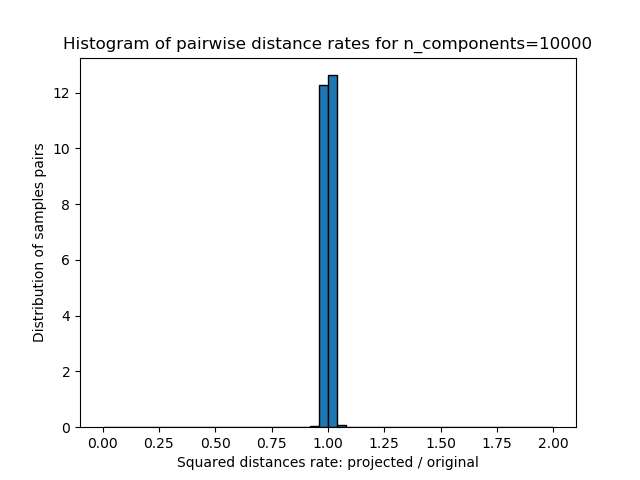 Histogram of pairwise distance rates for n_components=10000
12
10
8
6
4
2
0
Distribution of samples pairs
0.00 0.25 0.50 0.75 1.00 1.25 1.50 1.75 2.00
Squared distances rate: projected / original